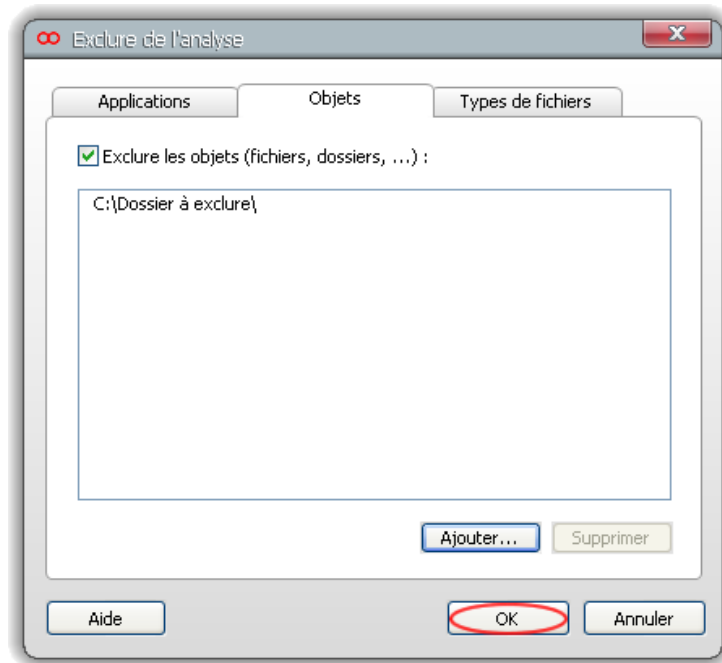 Exclure de l'analyse
Applications
Objets
Types de fichiers
Exclure les objets (fichiers, dossiers, ...) :
C:\Dossier à exclure\
Ajouter...
Supprimer
Aide
OK
Annuler